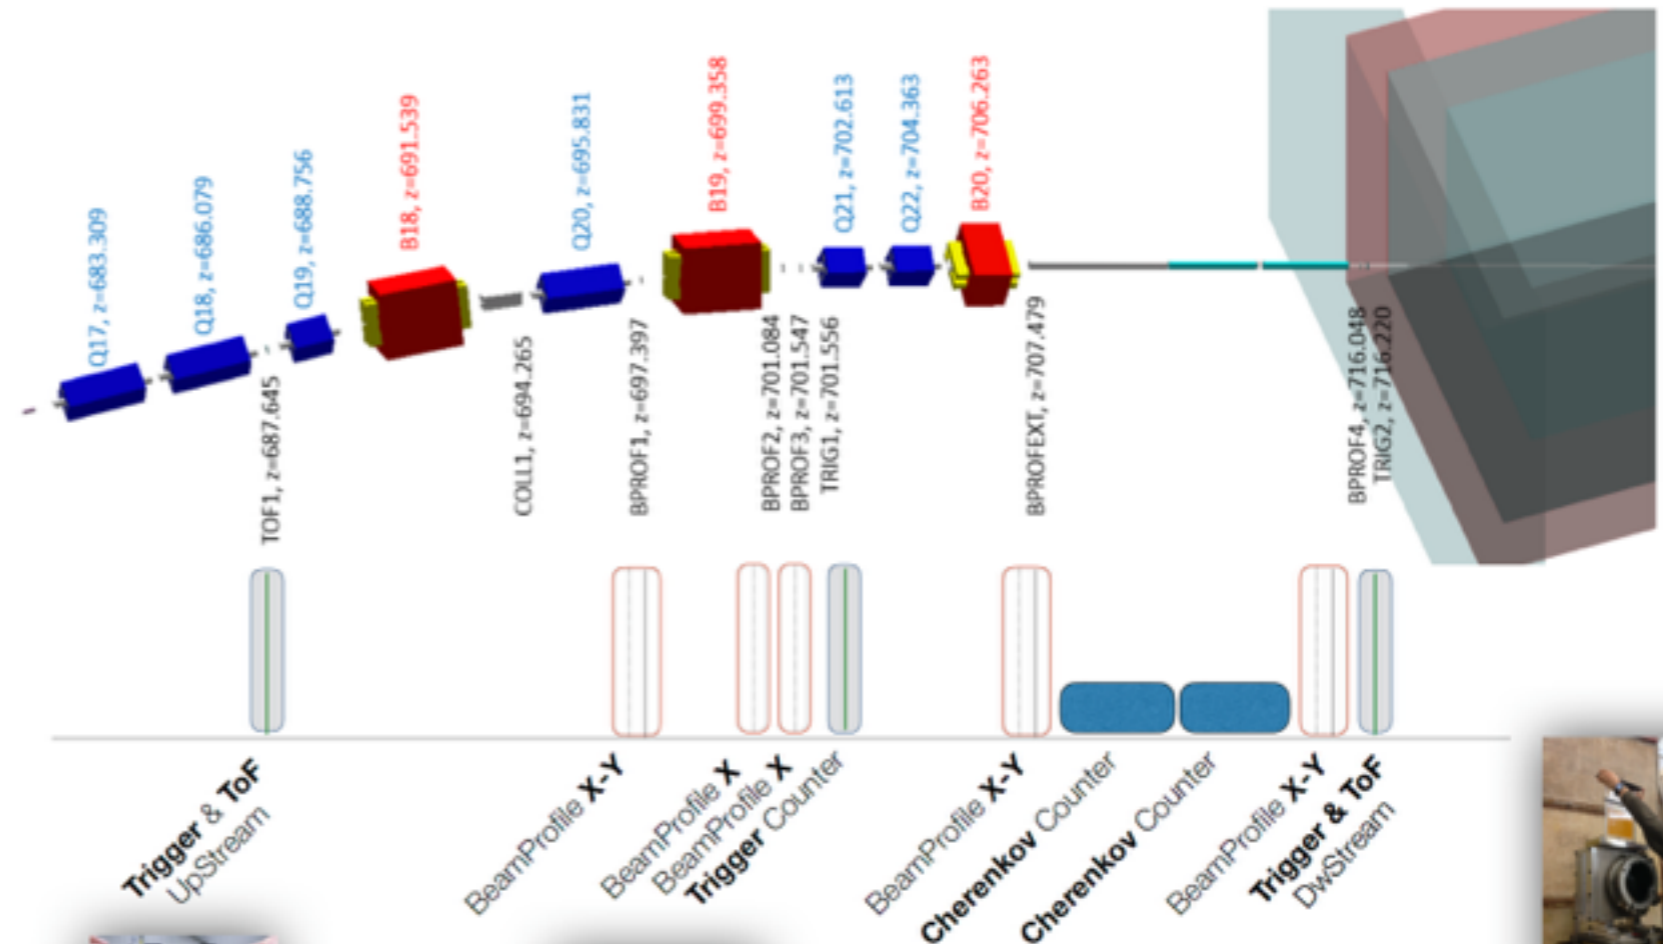 Q17, z=683.309
Q18, z=686.079
Q19, z=688.756
B18, z=691.539
Q20, z=695.831
B19, z=699.358
Q21, z=702.613
Q22, z=704.363
B20, z=706.263
TOF1, z=687.645
COLL1, z=694.265
BPROF1, z=697.397
BPROF2, z=701.084
BPROF3, z=701.547
TRIG1, z=701.556
BPROFEXT, z=707.479
BPROF4, z=716.048
TRIG2, z=716.220
Trigger & ToF
UpStream
BeamProfile X-Y
BeamProfile X
BeamProfile X
Trigger Counter
BeamProfile X-Y
Cherenkov Counter
Cherenkov Counter
BeamProfile X-Y
Trigger & ToF
DwStream